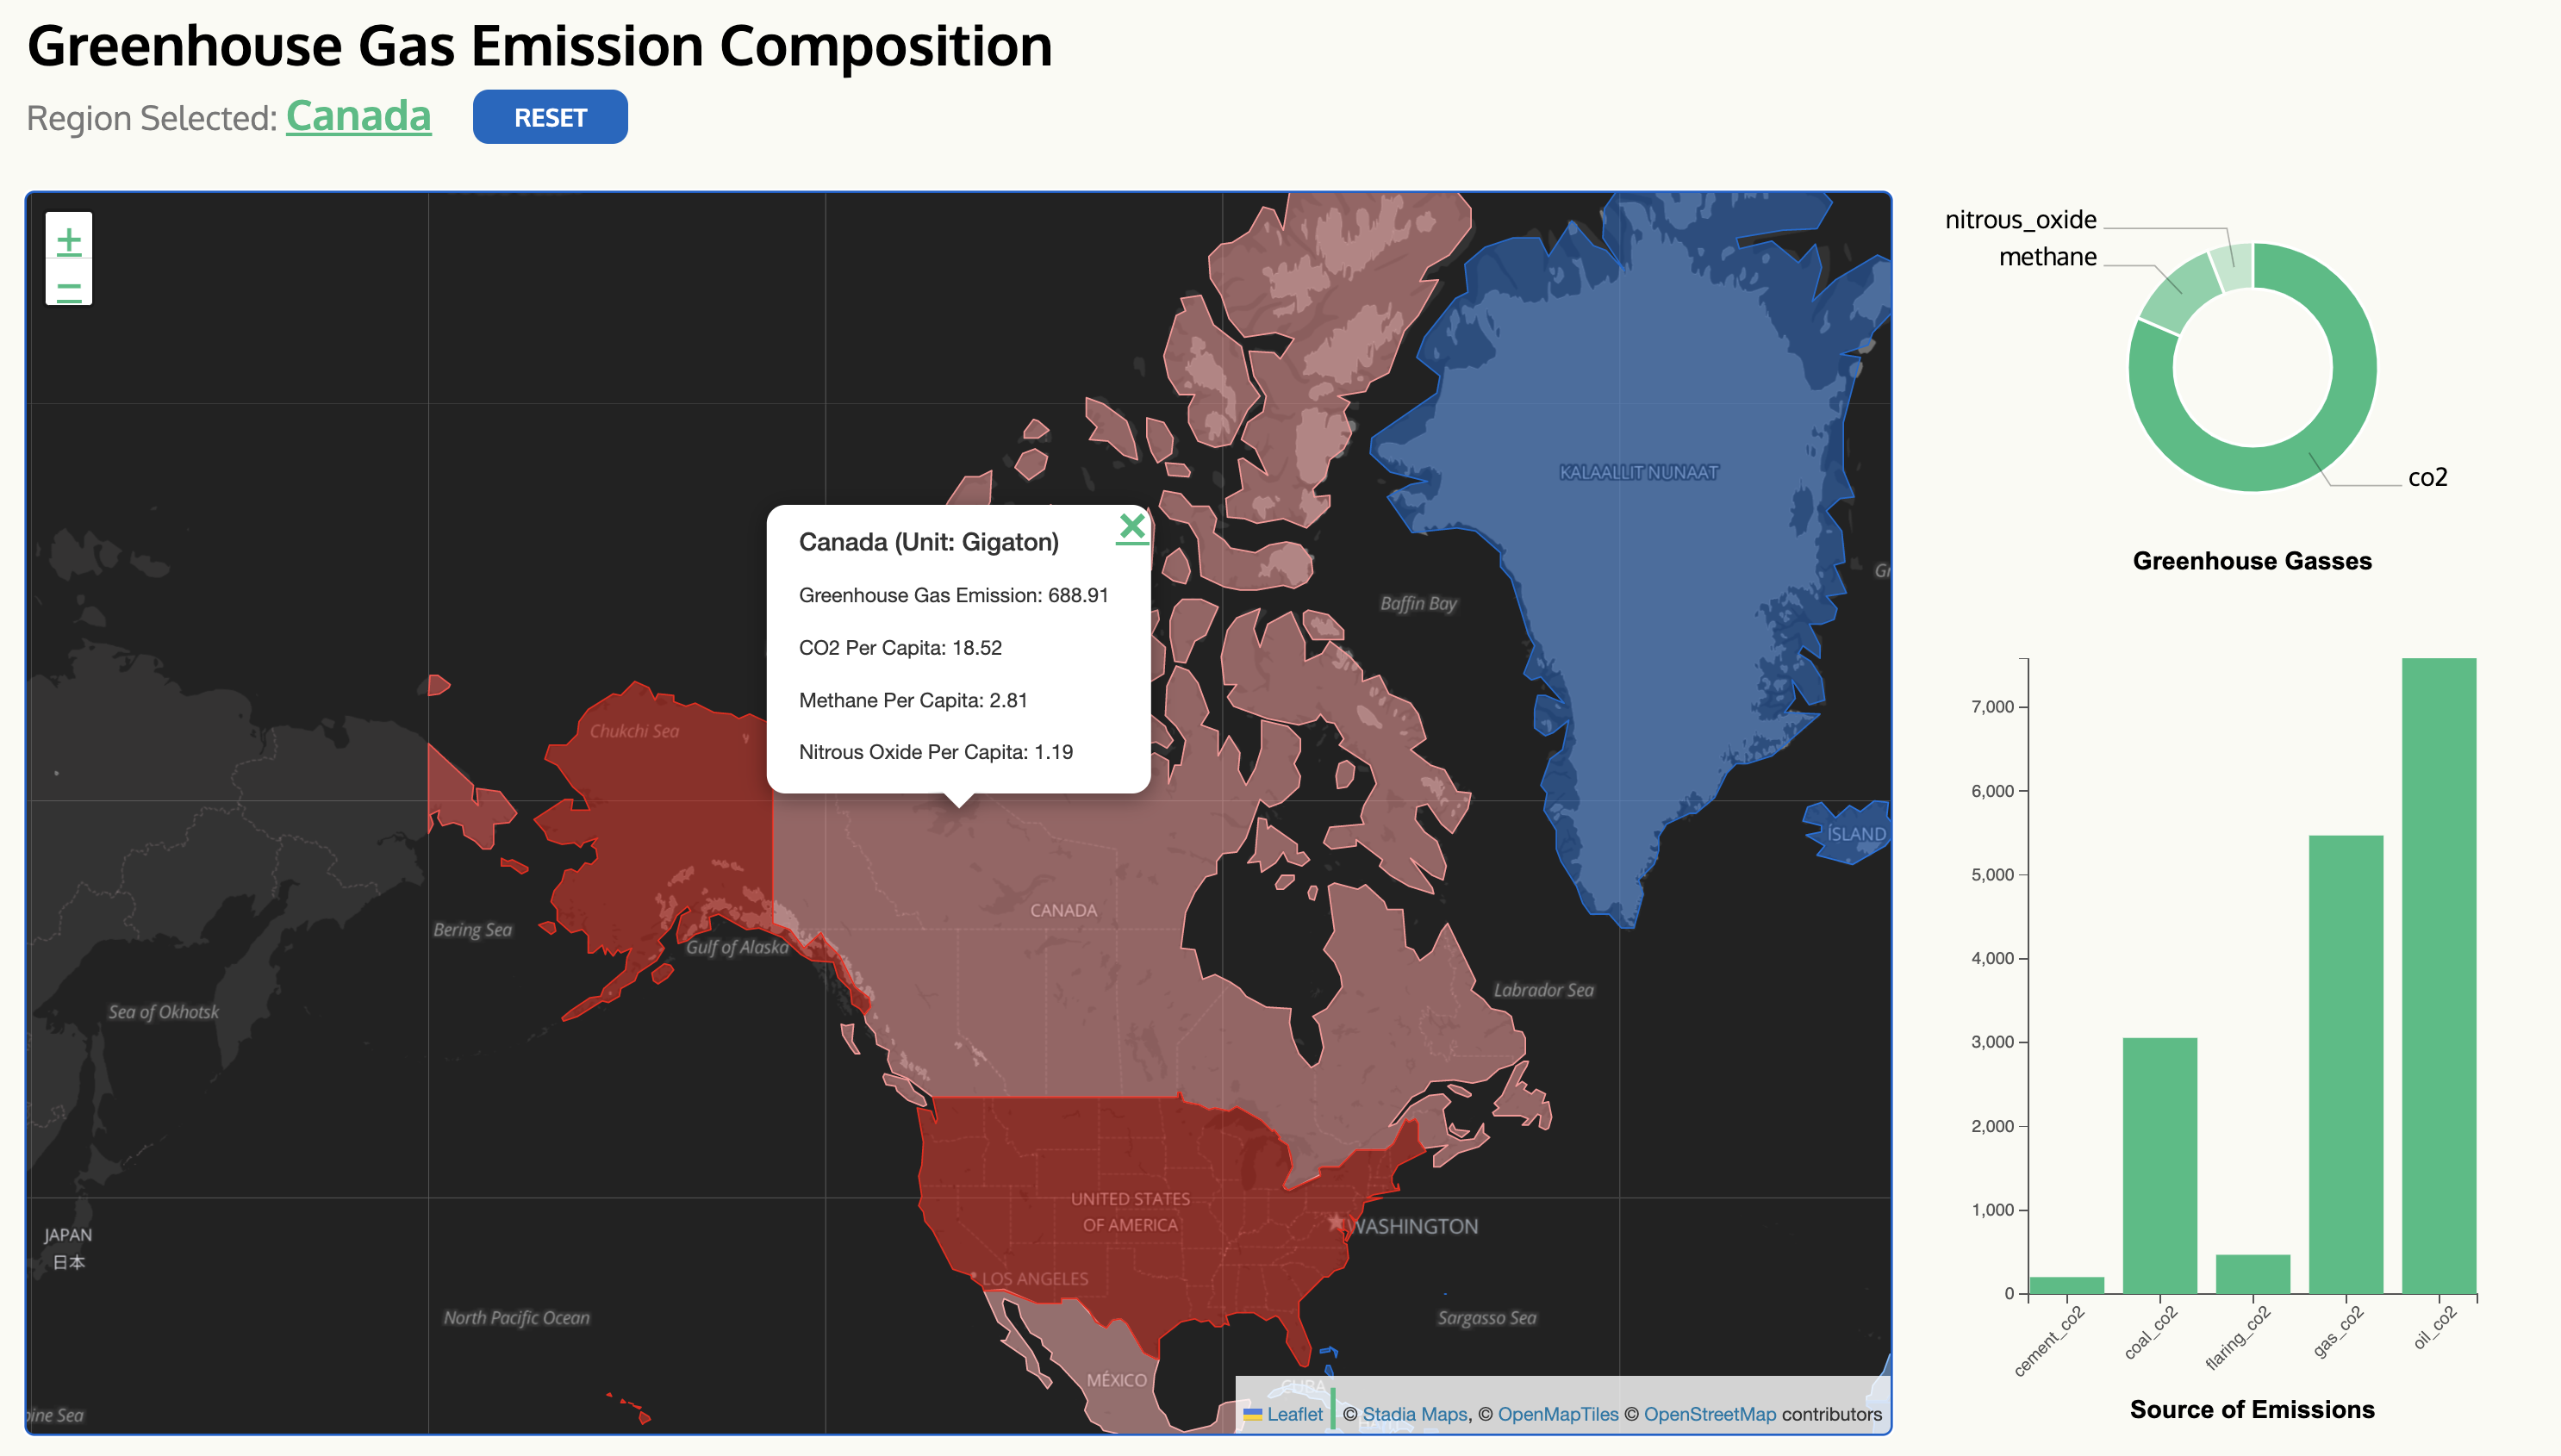 Greenhouse Gas Emission Composition
Region Selected: Canada
RESET
+
−
nitrous_oxide
methane
co2
Greenhouse Gasses
KALAALLIT NUNAAT
Canada (Unit: Gigaton)
Greenhouse Gas Emission: 688.91
CO2 Per Capita: 18.52
Methane Per Capita: 2.81
Nitrous Oxide Per Capita: 1.19
Baffin Bay
Chukchi Sea
ÍSLAND
CANADA
Bering Sea
Gulf of Alaska
Labrador Sea
Sea of Okhotsk
UNITED STATES
OF AMERICA
WASHINGTON
JAPAN
日本
LOS ANGELES
North Pacific Ocean
Sargasso Sea
MÉXICO
CUBA
Leaflet | © Stadia Maps, © OpenMapTiles © OpenStreetMap contributors
7,000
6,000
5,000
4,000
3,000
2,000
1,000
0
cement_co2
coal_co2
flaring_co2
gas_co2
oil_co2
Source of Emissions